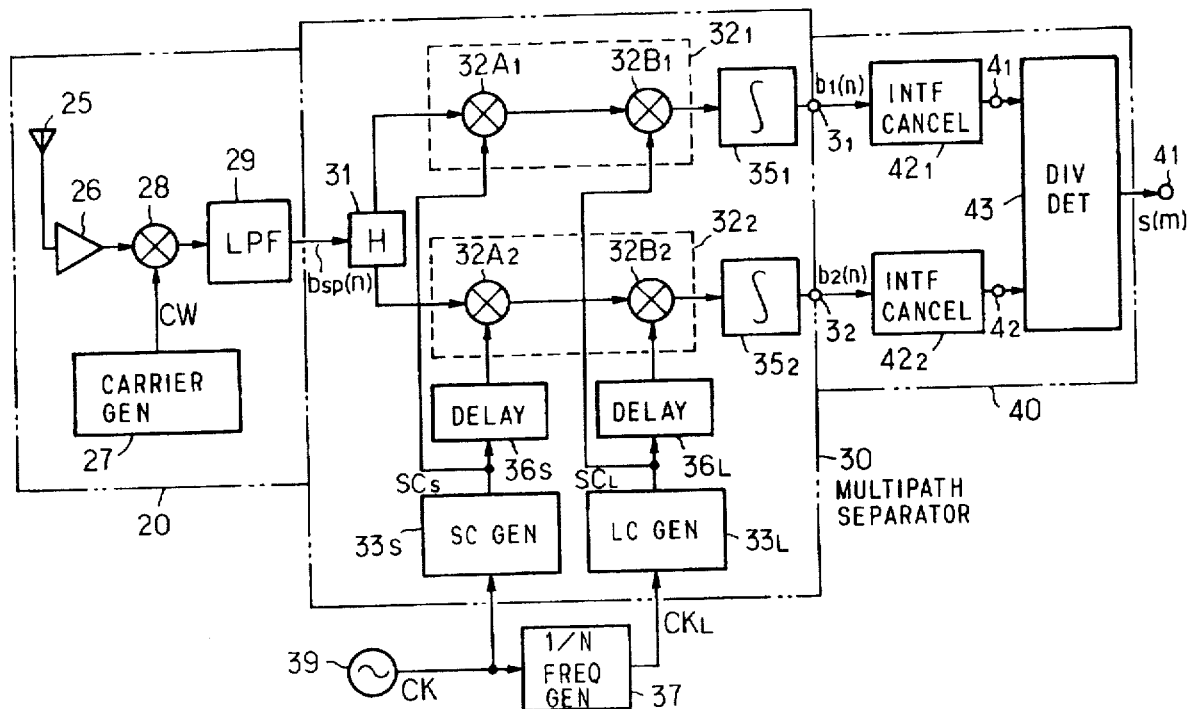 25
26
28
29
LPF
CW
CARRIER
GEN
27
20
bsp(n)
31
H
32A1
32B1
321
∫
351
b1(n)
31
INTF
CANCEL
421
41
32A2
32B2
322
∫
352
b2(n)
32
INTF
CANCEL
422
42
43
DIV
DET
41
s(m)
40
DELAY
36S
DELAY
36L
SCS
SCL
33S
SC GEN
LC GEN
33L
30
MULTIPATH
SEPARATOR
39
CK
1/N
FREQ
GEN
37
CKL